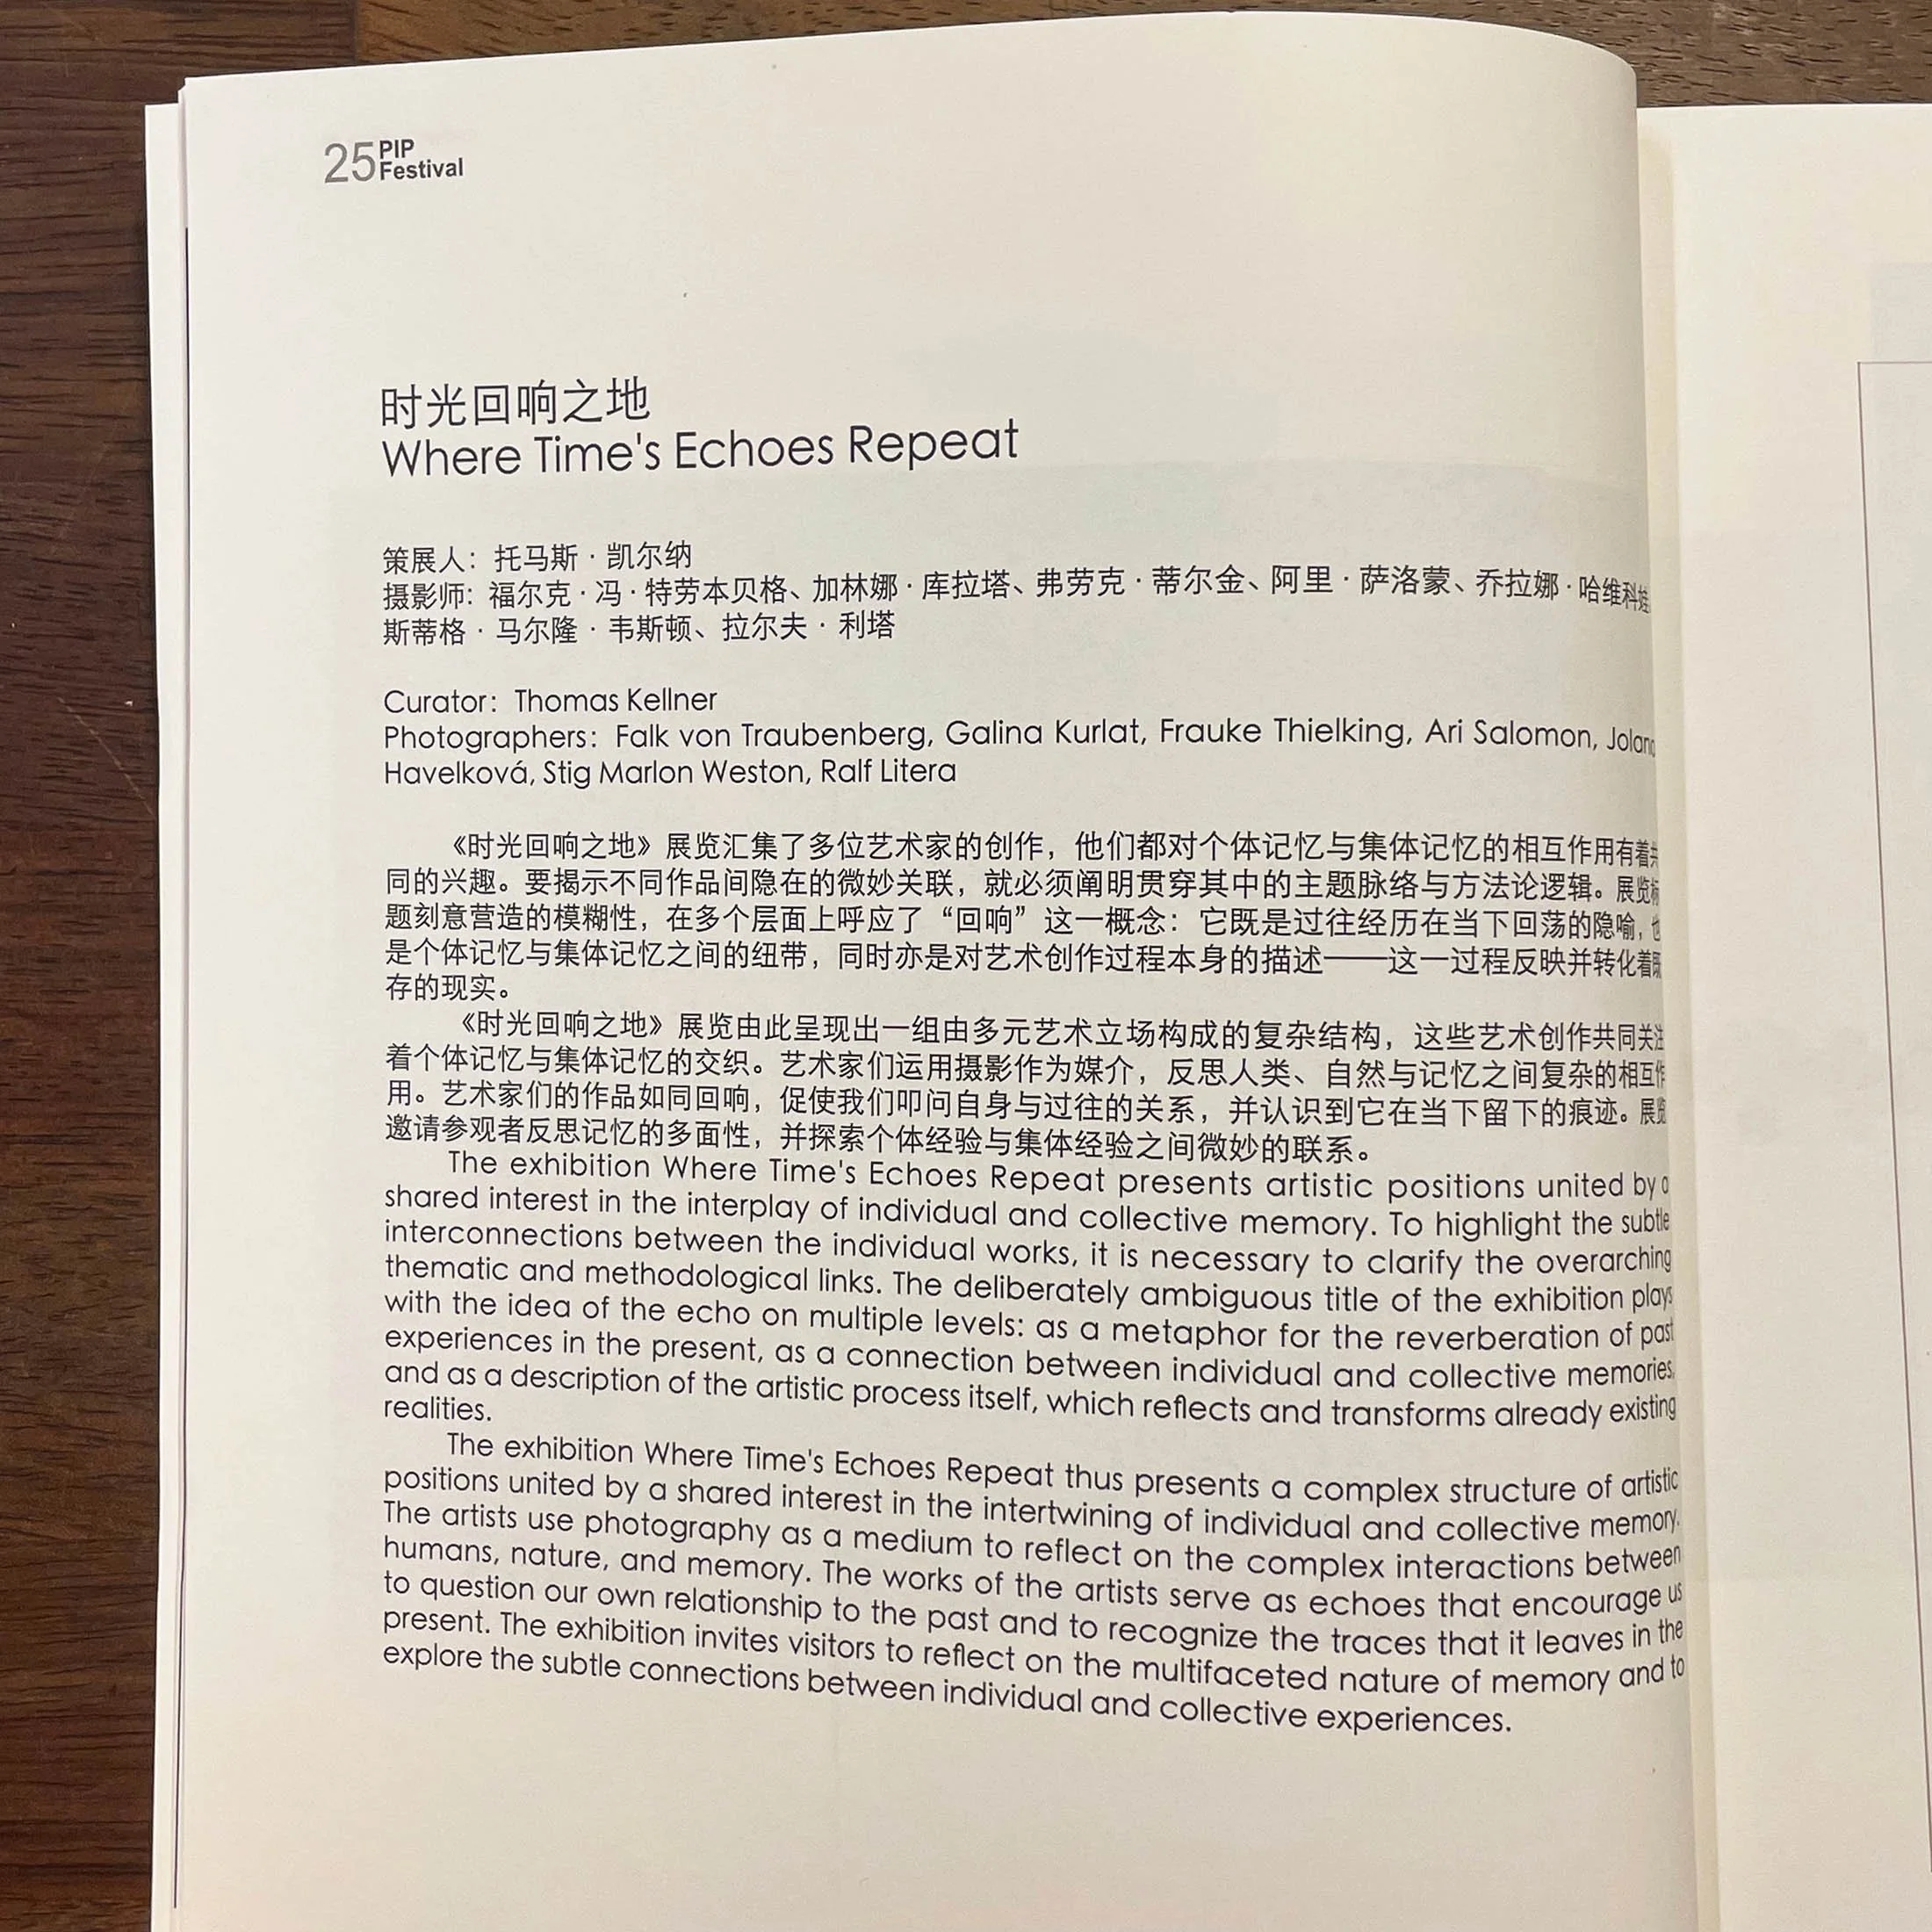 25 PIP
Festival
时光回响之地
Where Time's Echoes Repeat
策展人：托马斯·凯尔纳
摄影师：福尔克·冯·特劳本贝格、加林娜·库拉塔、弗劳克·蒂尔金、阿里·萨洛蒙、乔拉娜·哈维科娃
斯蒂格·马尔隆·韦斯顿、拉尔夫·利塔
Curator: Thomas Kellner
Photographers: Falk von Traubenberg, Galina Kurlat, Frauke Thielking, Ari Salomon,
Havelková, Stig Marlon Weston, Ralf Litera
《时光回响之地》展览汇集了多位艺术家的创作，他们都对个体记忆与集体记忆的相互作用有着共
同的兴趣。要揭示不同作品间隐在的微妙关联，就必须阐明贯穿其中的主题脉络与方法论逻辑。展览标
题刻意营造的模糊性，在多个层面上呼应了“回响”这一概念：它既是过往经历在当下回荡的隐喻，也
是个体记忆与集体记忆之间的纽带，同时亦是对艺术创作过程本身的描述——这一过程反映并转化着既
存的现实。
《时光回响之地》展览由此呈现出一组由多元艺术立场构成的复杂结构，这些艺术创作共同关注
着个体记忆与集体记忆的交织。艺术家们运用摄影作为媒介，反思人类、自然与记忆之间复杂的相互作
用。艺术家们的作品如同回响，促使我们叩问自身与过往的关系，并认识到它在当下留下的痕迹。展览
邀请参观者反思记忆的多面性，并探索个体经验与集体经验之间微妙的联系。
The exhibition Where Time's Echoes Repeat presents artistic positions united by a
shared interest in the interplay of individual and collective memory. To highlight the subtle
interconnections between the individual works, it is necessary to clarify the overarching
thematic and methodological links. The deliberately ambiguous title of the exhibition plays
with the idea of the echo on multiple levels: as a metaphor for the reverberation of past
experiences in the present, as a connection between individual and collective memories,
and as a description of the artistic process itself, which reflects and transforms already existing
realities.
The exhibition Where Time's Echoes Repeat thus presents a complex structure of artistic
positions united by a shared interest in the intertwining of individual and collective memory.
The artists use photography as a medium to reflect on the complex interactions between
humans, nature, and memory. The works of the artists serve as echoes that encourage us
to question our own relationship to the past and to recognize the traces that it leaves in the
present. The exhibition invites visitors to reflect on the multifaceted nature of memory and to
explore the subtle connections between individual and collective experiences.